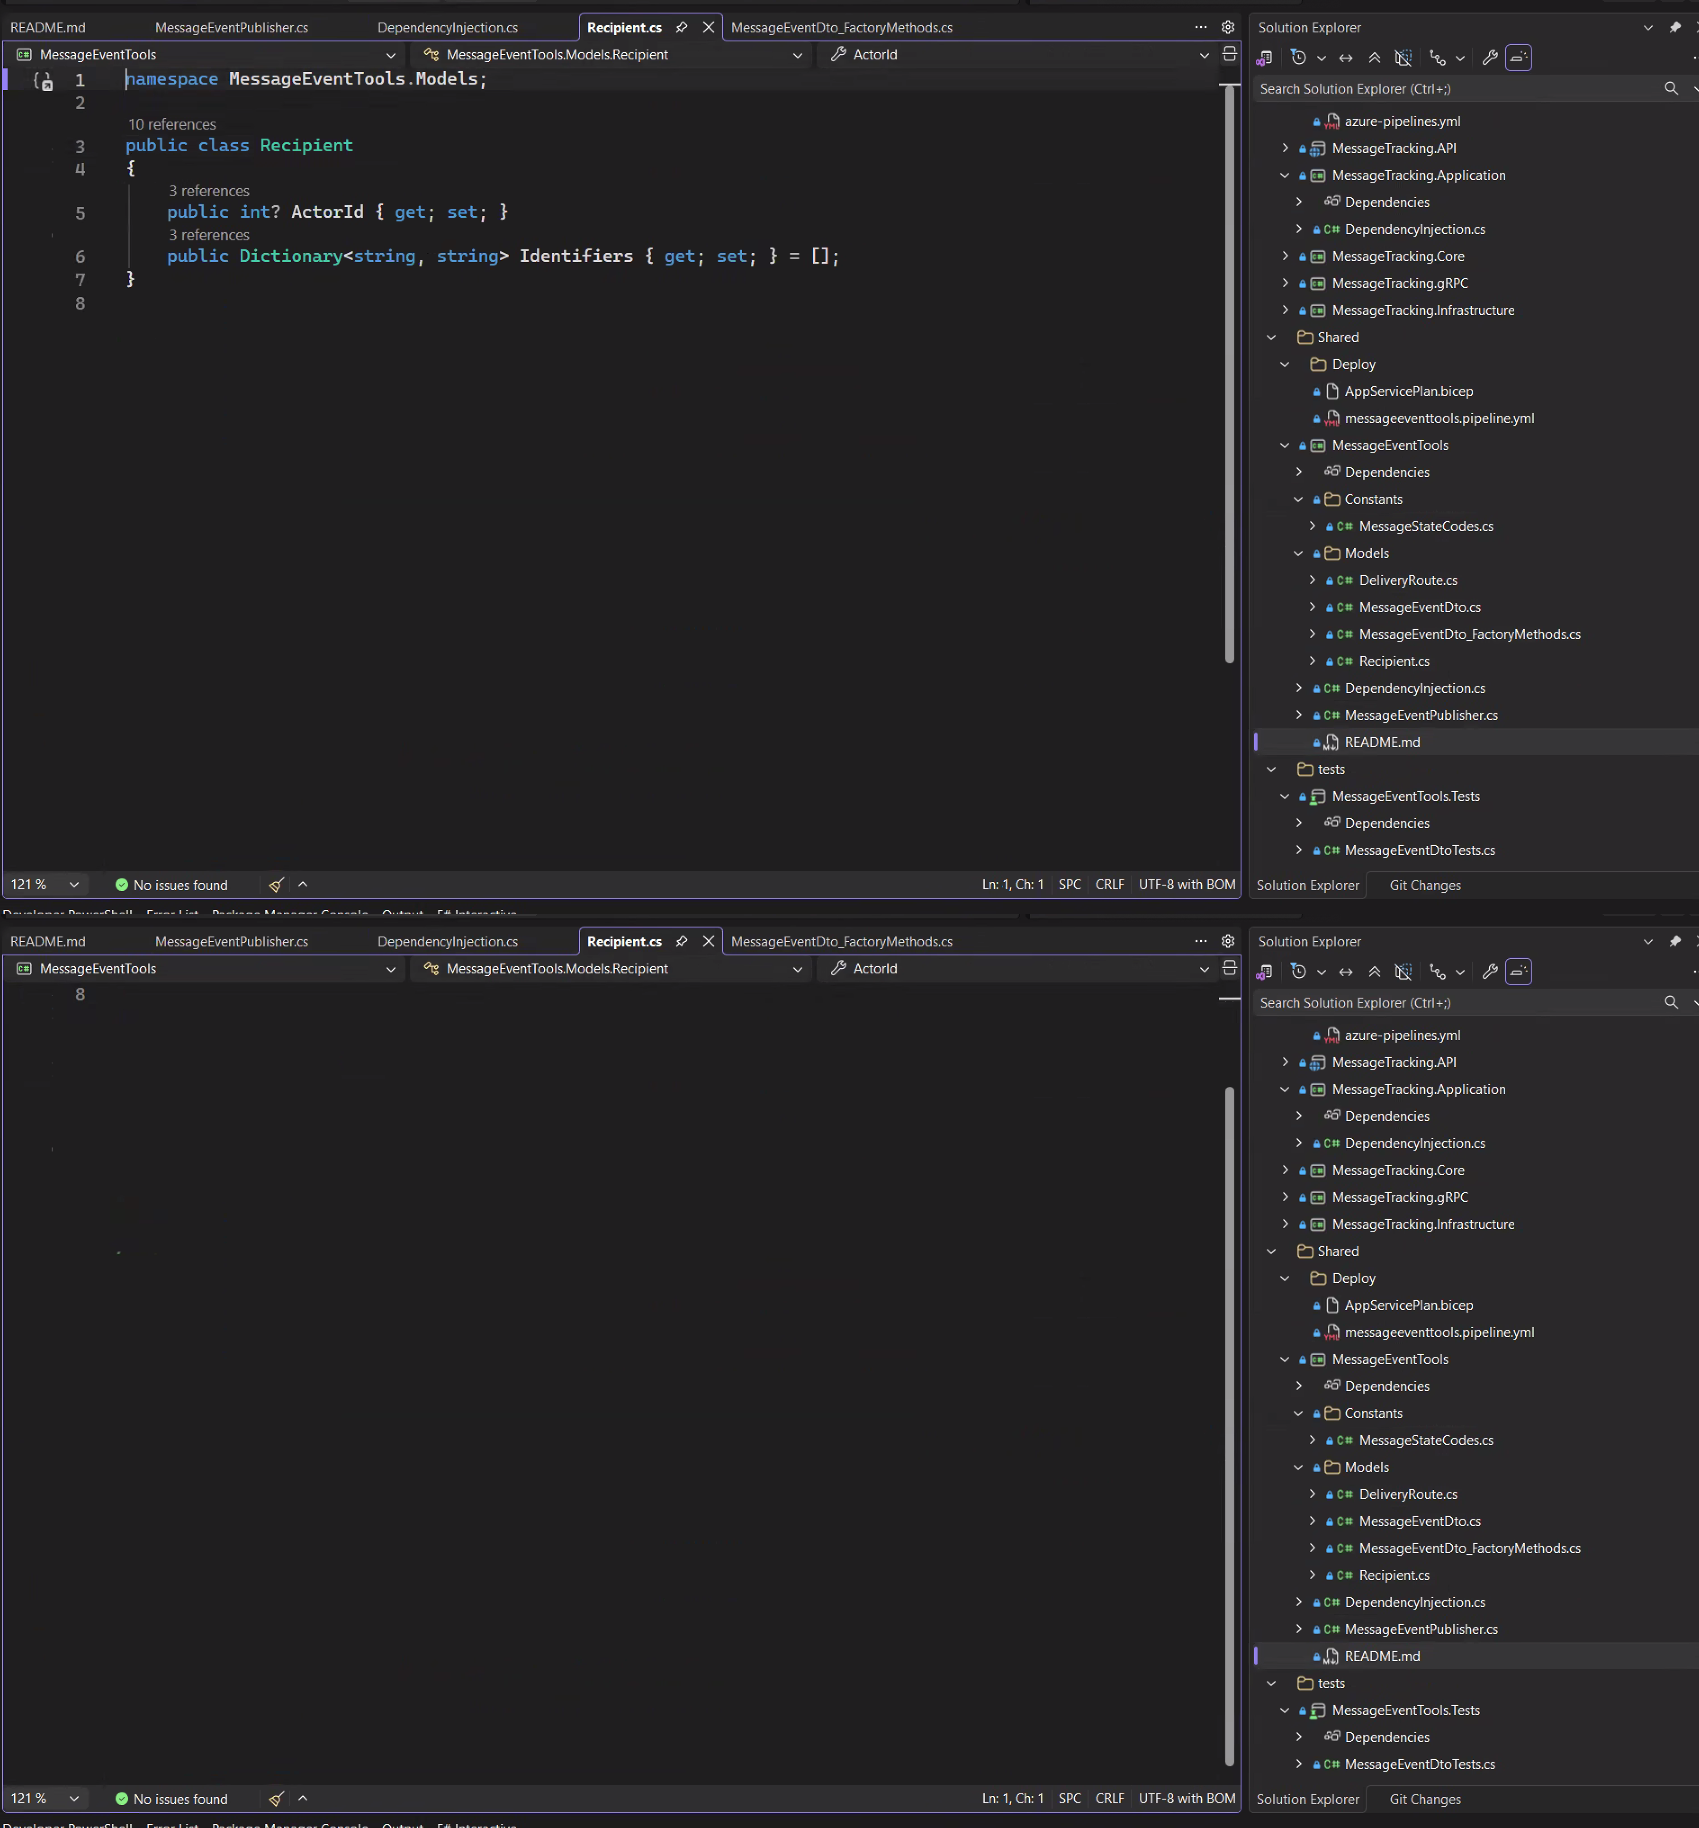 README.md MessageEventPublisher.cs DependencyInjection.cs Recipient.cs MessageEventDto_FactoryMethods.cs
MessageEventTools MessageEventTools.Models.Recipient ActorId
1 namespace MessageEventTools.Models;
2
10 references
3 public class Recipient
4 {
3 references
5 public int? ActorId { get; set; }
3 references
6 public Dictionary<string, string> Identifiers { get; set; } = [];
7 }
8
121 % No issues found Ln: 1, Ch: 1 SPC CRLF UTF-8 with BOM
Solution Explorer
Search Solution Explorer (Ctrl+;)
azure-pipelines.yml
MessageTracking.API
MessageTracking.Application
Dependencies
C# DependencyInjection.cs
MessageTracking.Core
MessageTracking.gRPC
MessageTracking.Infrastructure
Shared
Deploy
AppServicePlan.bicep
messageeventtools.pipeline.yml
MessageEventTools
Dependencies
Constants
C# MessageStateCodes.cs
Models
C# DeliveryRoute.cs
C# MessageEventDto.cs
C# MessageEventDto_FactoryMethods.cs
C# Recipient.cs
C# DependencyInjection.cs
C# MessageEventPublisher.cs
README.md
tests
MessageEventTools.Tests
Dependencies
C# MessageEventDtoTests.cs
Solution Explorer Git Changes
Developer PowerShell Error List Package Manager Console Output F# Interactive
README.md MessageEventPublisher.cs DependencyInjection.cs Recipient.cs MessageEventDto_FactoryMethods.cs
MessageEventTools MessageEventTools.Models.Recipient ActorId
8
121 % No issues found Ln: 1, Ch: 1 SPC CRLF UTF-8 with BOM
Solution Explorer
Search Solution Explorer (Ctrl+;)
azure-pipelines.yml
MessageTracking.API
MessageTracking.Application
Dependencies
C# DependencyInjection.cs
MessageTracking.Core
MessageTracking.gRPC
MessageTracking.Infrastructure
Shared
Deploy
AppServicePlan.bicep
messageeventtools.pipeline.yml
MessageEventTools
Dependencies
Constants
C# MessageStateCodes.cs
Models
C# DeliveryRoute.cs
C# MessageEventDto.cs
C# MessageEventDto_FactoryMethods.cs
C# Recipient.cs
C# DependencyInjection.cs
C# MessageEventPublisher.cs
README.md
tests
MessageEventTools.Tests
Dependencies
C# MessageEventDtoTests.cs
Solution Explorer Git Changes